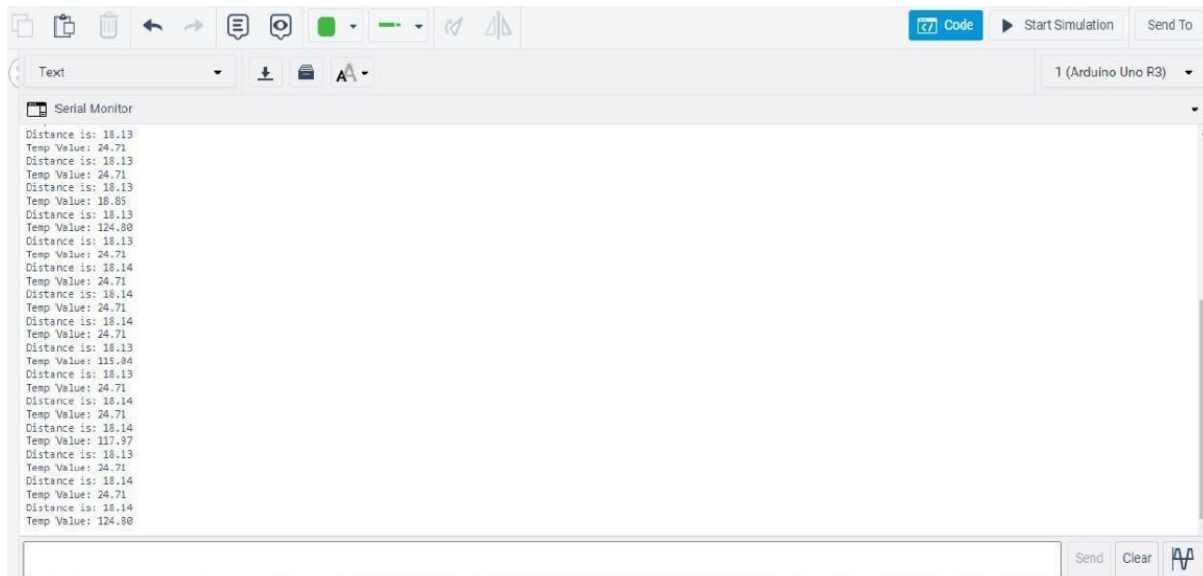 Code
Start Simulation
Send To
Text
AA
1 (Arduino Uno R3)
Serial Monitor
Distance is: 18.13
Temp Value: 24.71
Distance is: 18.13
Temp Value: 24.71
Distance is: 18.13
Temp Value: 18.85
Distance is: 18.13
Temp Value: 124.80
Distance is: 18.13
Temp Value: 24.71
Distance is: 18.14
Temp Value: 24.71
Distance is: 18.14
Temp Value: 24.71
Distance is: 18.14
Temp Value: 24.71
Distance is: 18.13
Temp Value: 115.04
Distance is: 18.13
Temp Value: 24.71
Distance is: 18.14
Temp Value: 24.71
Distance is: 18.14
Temp Value: 117.97
Distance is: 18.13
Temp Value: 24.71
Distance is: 18.14
Temp Value: 24.71
Distance is: 18.14
Temp Value: 124.80
Send
Clear